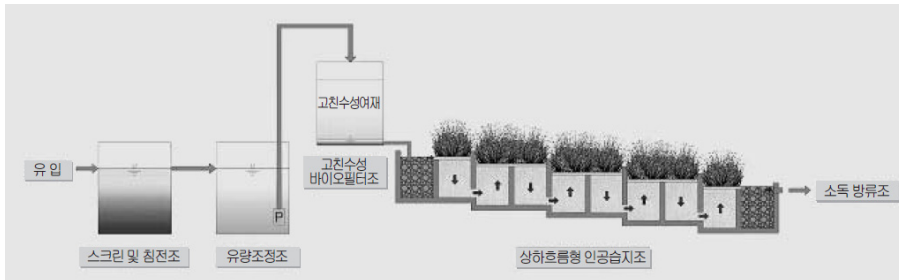 고친수성여재
유 입
P
고친수성
바이오필터조
소독 방류조
스크린 및 침전조
유량조정조
상하흐름형 인공습지조